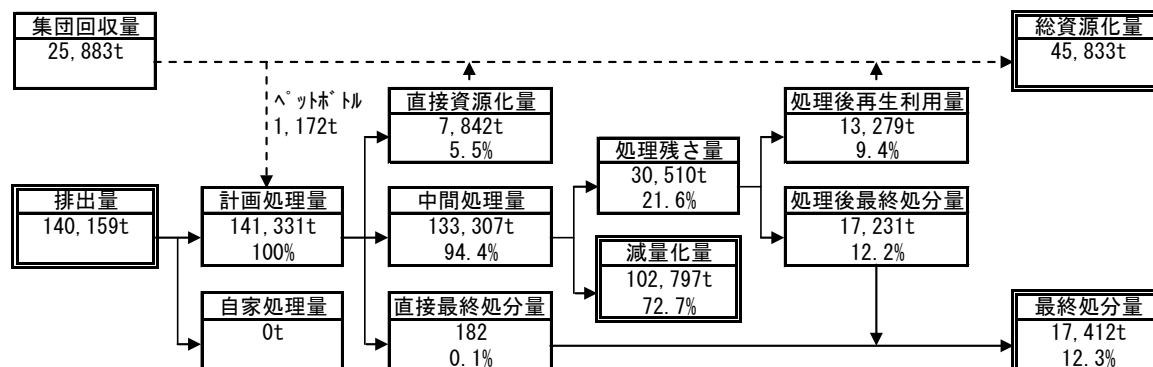 集団回収量
25,883t
総資源化量
45,833t
ﾍﾟｯﾄﾎﾞﾄﾙ
1,172t
直接資源化量
7,842t
5.5%
処理後再生利用量
13,279t
9.4%
処理残さ量
30,510t
21.6%
排出量
140,159t
計画処理量
141,331t
100%
中間処理量
133,307t
94.4%
処理後最終処分量
17,231t
12.2%
減量化量
102,797t
72.7%
自家処理量
0t
直接最終処分量
182
0.1%
最終処分量
17,412t
12.3%